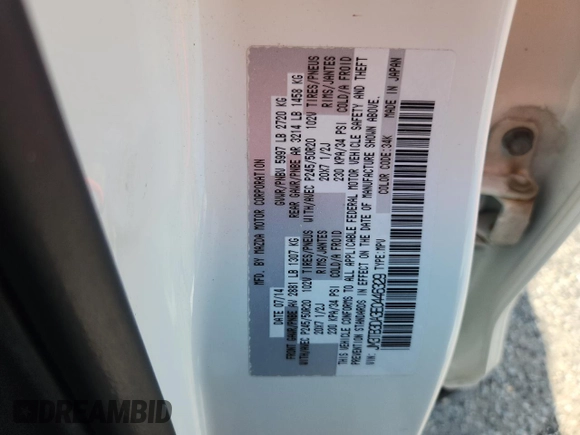 MFD. BY MAZDA MOTOR CORPORATION
DATE 07/14 GVWR/PNBU 5997 LB 2720 KG
FRONT GAWR/PNBE AV 2881 LB 1307 KG REAR GAWR/PNBE AR 3214 LB 1458 KG
WITH/AVEC P245/50R20 102V TIRES/PNEUS WITH/AVEC P245/50R20 102V TIRES/PNEUS
20X7 1/2J RIMS/JANTES 20X7 1/2J RIMS/JANTES
230 KPA/34 PSI COLD/A FROID 230 KPA/34 PSI COLD/A FROID
THIS VEHICLE CONFORMS TO ALL APPLICABLE FEDERAL MOTOR VEHICLE SAFETY AND THEFT
PREVENTION STANDARDS IN EFFECT ON THE DATE OF MANUFACTURE SHOWN ABOVE.
VIN: TYPE:MPV COLOR CODE:34K MADE IN JAPAN
DREAMBID